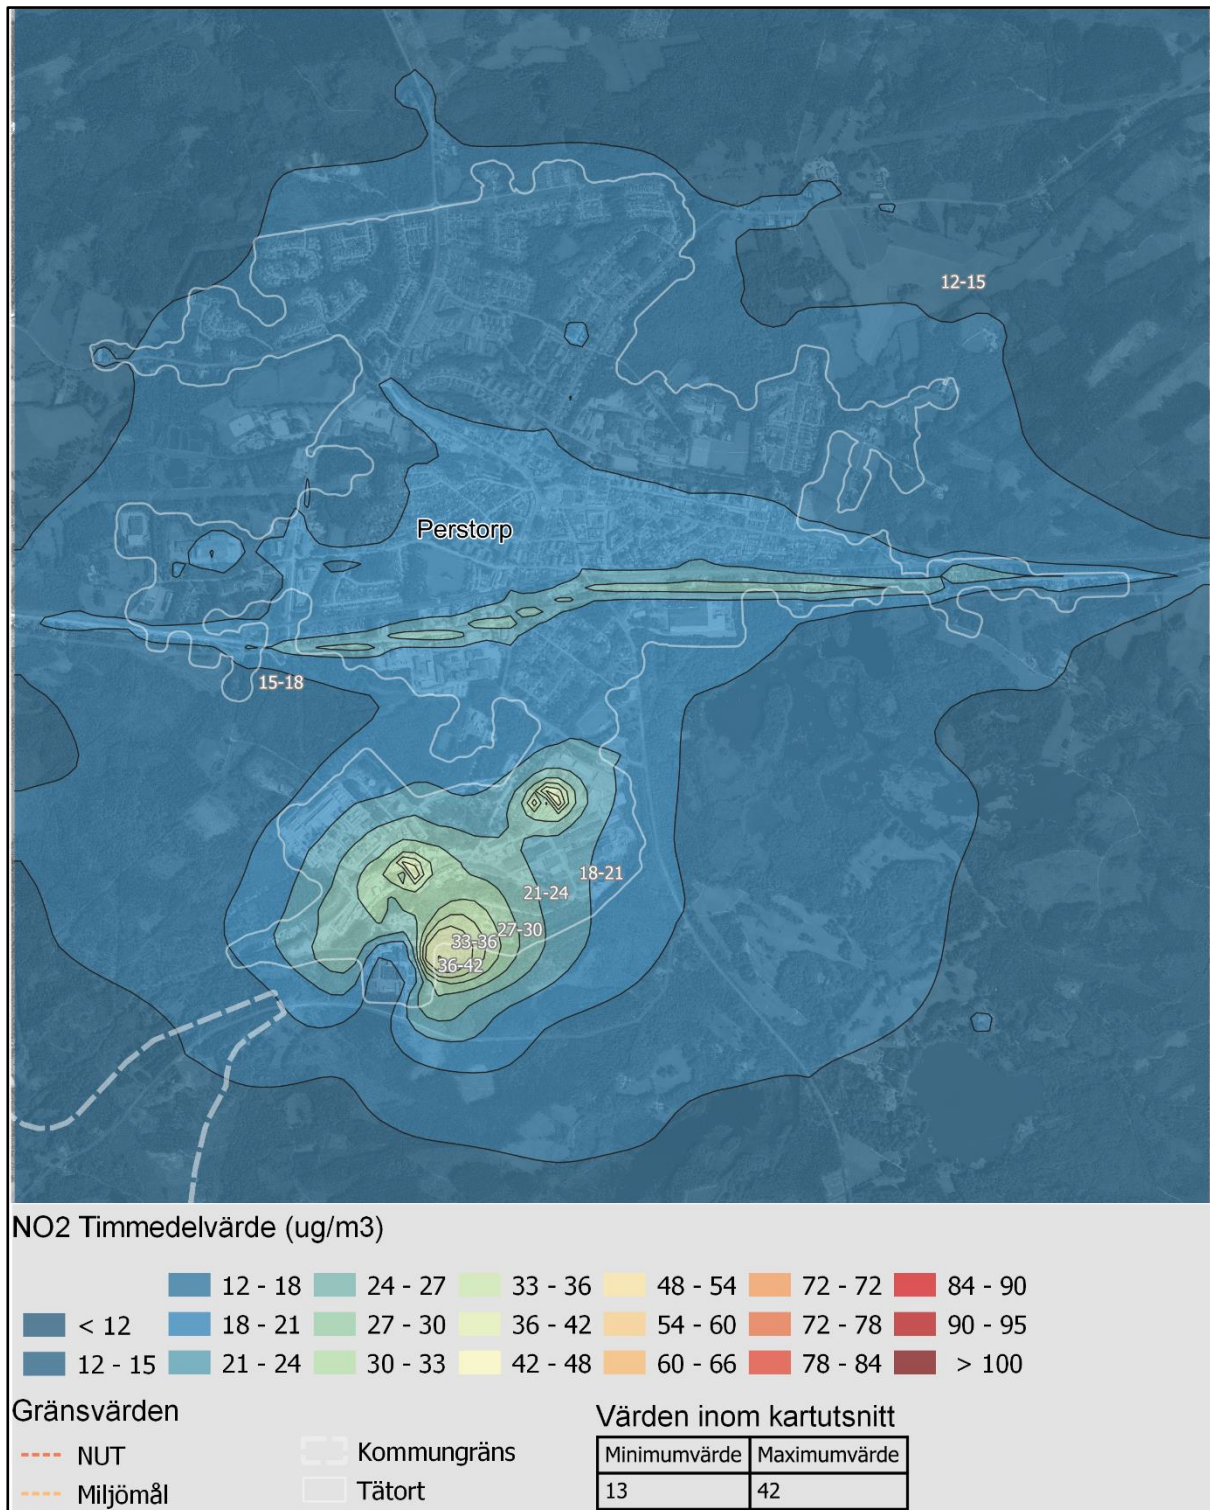 12-15
Perstorp
15-18
18-21
21-24
27-30
33-36
36-42
NO2 Timmedelvärde (ug/m3)
12 - 18 24 - 27 33 - 36 48 - 54 72 - 72 84 - 90
< 12 18 - 21 27 - 30 36 - 42 54 - 60 72 - 78 90 - 95
12 - 15 21 - 24 30 - 33 42 - 48 60 - 66 78 - 84 > 100
Gränsvärden
NUT
Miljömål
Kommungräns
Tätort
Värden inom kartutsnitt
Minimumvärde Maximumvärde
13 42